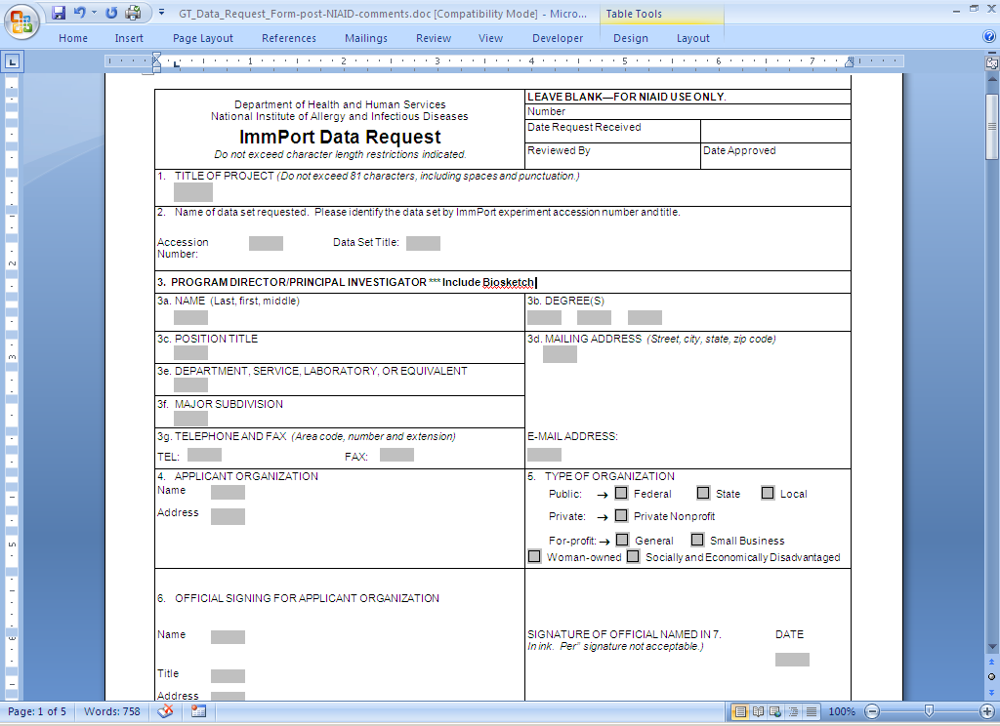 GT_Data_Request_Form-post-NIAID-comments.doc [Compatibility Mode] - Micro...
Table Tools
Home Insert Page Layout References Mailings Review View Developer Design Layout
1 2 3 4 5 6 7
Department of Health and Human Services
National Institute of Allergy and Infectious Diseases
ImmPort Data Request
Do not exceed character length restrictions indicated.
LEAVE BLANK—FOR NIAID USE ONLY.
Number
Date Request Received
Reviewed By
Date Approved
1. TITLE OF PROJECT (Do not exceed 81 characters, including spaces and punctuation.)
2. Name of data set requested. Please identify the data set by ImmPort experiment accession number and title.
Accession
Number:
Data Set Title:
3. PROGRAM DIRECTOR/PRINCIPAL INVESTIGATOR *** Include Biosketch
3a. NAME (Last, first, middle)
3b. DEGREE(S)
3c. POSITION TITLE
3d. MAILING ADDRESS (Street, city, state, zip code)
3e. DEPARTMENT, SERVICE, LABORATORY, OR EQUIVALENT
3f. MAJOR SUBDIVISION
3g. TELEPHONE AND FAX (Area code, number and extension)
TEL: FAX:
E-MAIL ADDRESS:
4. APPLICANT ORGANIZATION
Name
Address
5. TYPE OF ORGANIZATION
Public: → Federal State Local
Private: → Private Nonprofit
For-profit: → General Small Business
Woman-owned Socially and Economically Disadvantaged
6. OFFICIAL SIGNING FOR APPLICANT ORGANIZATION
Name
Title
Address
SIGNATURE OF OFFICIAL NAMED IN 7.
In ink. Per" signature not acceptable.)
DATE
2
3
5
Page: 1 of 5 Words: 758 100%